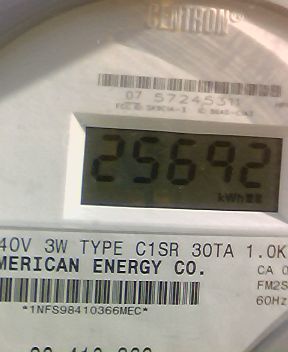 CENTRON®
07 57245311
25692
kWh
40V 3W TYPE C1SR 30TA 1.0K
MERICAN ENERGY CO.
CA 0
FM2S
60Hz
*1NFS98410366MEC*